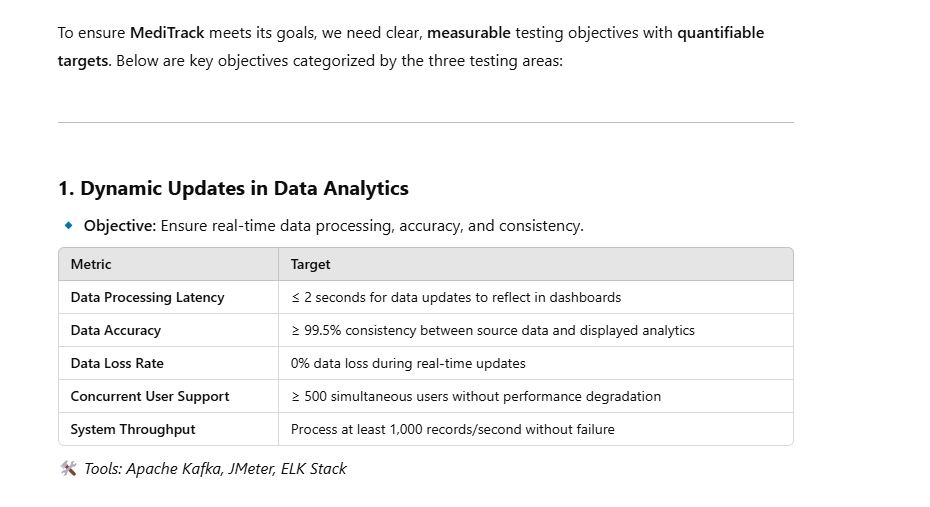 To ensure MediTrack meets its goals, we need clear, measurable testing objectives with quantifiable
targets. Below are key objectives categorized by the three testing areas:
1. Dynamic Updates in Data Analytics
Objective: Ensure real-time data processing, accuracy, and consistency.
Metric Target
Data Processing Latency ≤ 2 seconds for data updates to reflect in dashboards
Data Accuracy ≥ 99.5% consistency between source data and displayed analytics
Data Loss Rate 0% data loss during real-time updates
Concurrent User Support ≥ 500 simultaneous users without performance degradation
System Throughput Process at least 1,000 records/second without failure
Tools: Apache Kafka, JMeter, ELK Stack